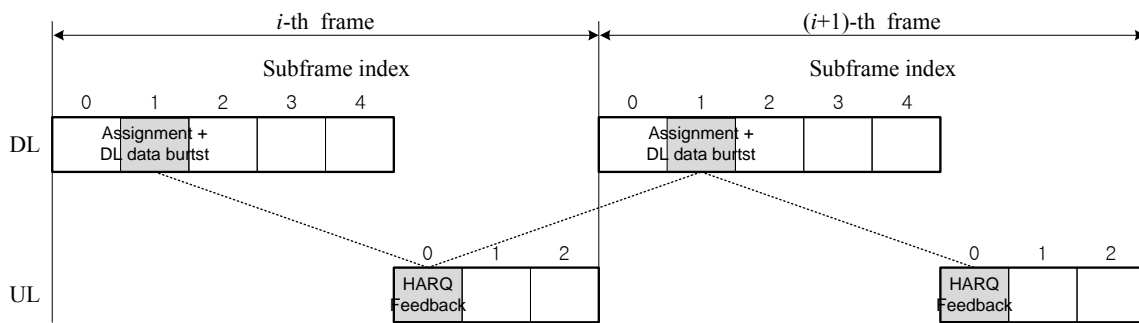 i-th frame
(i+1)-th frame
Subframe index
Subframe index
0 1 2 3 4
0 1 2 3 4
DL
Assignment +
DL data burtst
Assignment +
DL data burtst
0 1 2
0 1 2
UL
HARQ
Feedback
HARQ
Feedback